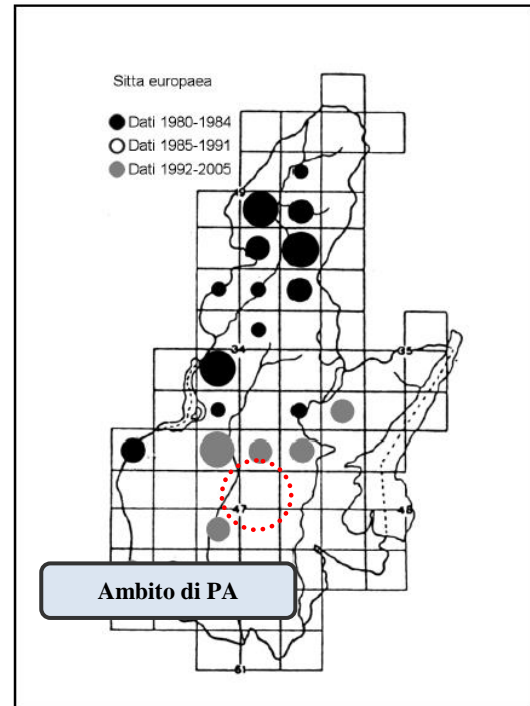 Sitta europaea
Dati 1980-1984
Dati 1985-1991
Dati 1992-2005
34
35
47
48
Ambito di PA
61